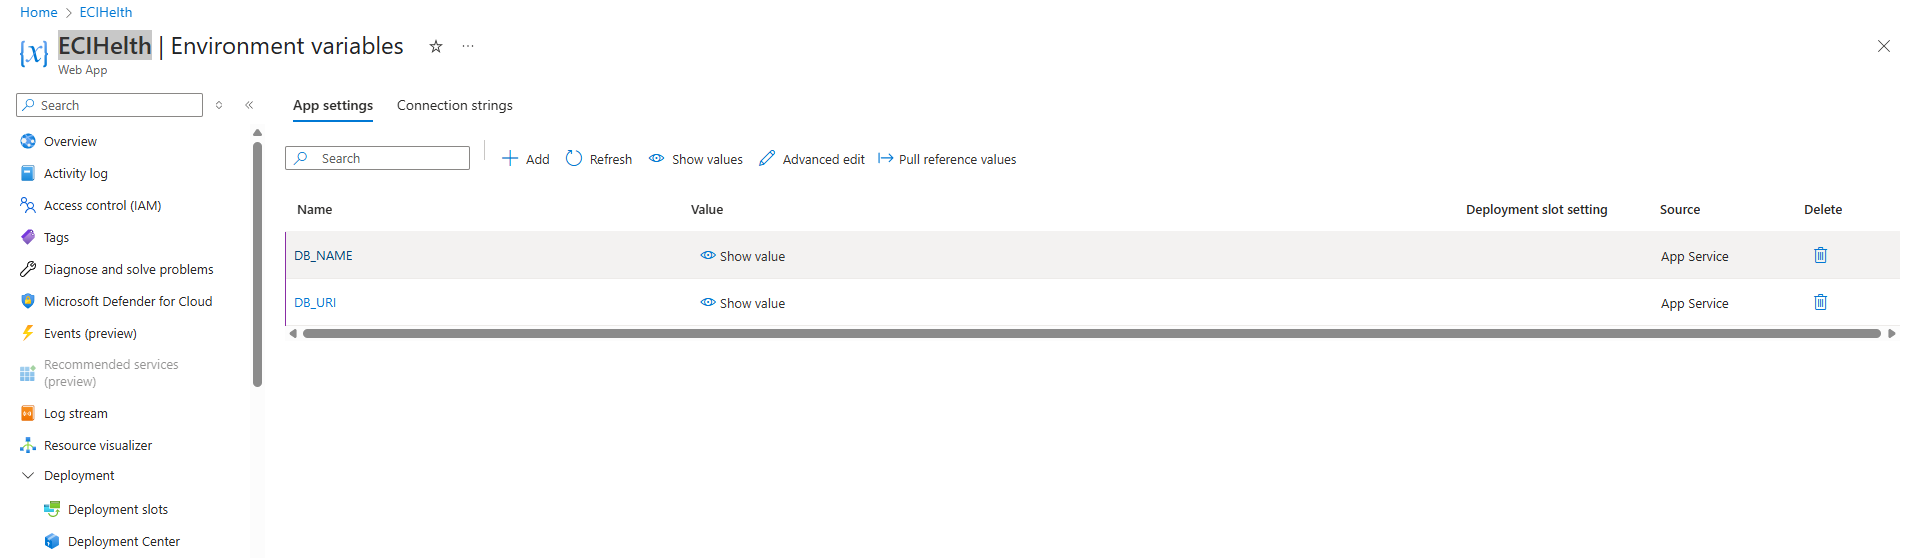 Home > ECIHelth
ECIHelth | Environment variables
Web App
Search
Overview
Activity log
Access control (IAM)
Tags
Diagnose and solve problems
Microsoft Defender for Cloud
Events (preview)
Recommended services
(preview)
Log stream
Resource visualizer
Deployment
Deployment slots
Deployment Center
App settings Connection strings
Search Add Refresh Show values Advanced edit Pull reference values
Name Value Deployment slot setting Source Delete
DB_NAME Show value App Service
DB_URI Show value App Service